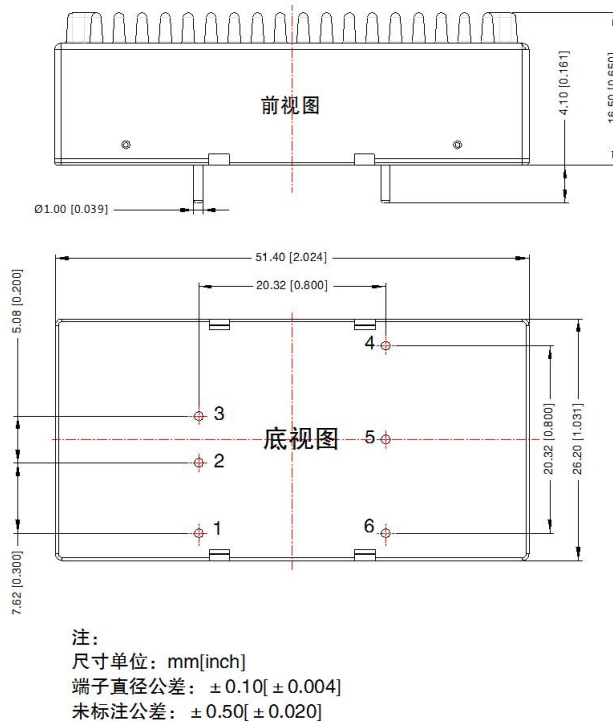 前视图
4.10 [0.161]
16.50 [0.650]
Ø1.00 [0.039]
51.40 [2.024]
20.32 [0.800]
5.08 [0.200]
4
3
底视图
5
2
20.32 [0.800]
26.20 [1.031]
1
6
7.62 [0.300]
注:
尺寸单位: mm[inch]
端子直径公差: ±0.10[±0.004]
未标注公差: ±0.50[±0.020]